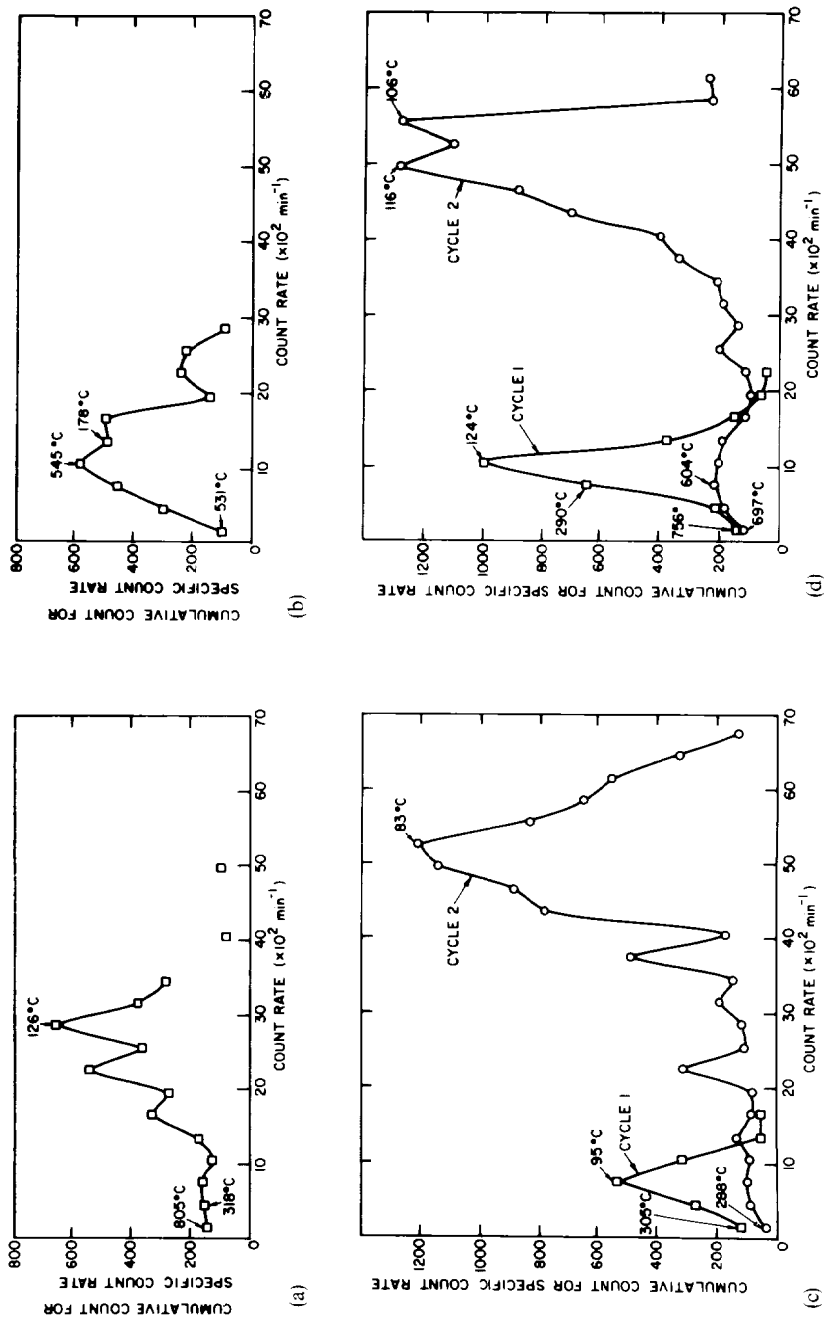 800
600
400
200
0
CUMULATIVE COUNT FOR
SPECIFIC COUNT RATE
805°C
318°C
126°C
10
20
30
40
50
60
70
COUNT RATE (×10² min⁻¹)
(a)
800
600
400
200
0
CUMULATIVE COUNT FOR
SPECIFIC COUNT RATE
531°C
545°C
178°C
10
20
30
40
50
60
70
COUNT RATE (×10² min⁻¹)
(b)
1200
1000
800
600
400
200
0
CUMULATIVE COUNT FOR SPECIFIC COUNT RATE
305°C
288°C
95°C
CYCLE 1
CYCLE 2
83°C
10
20
30
40
50
60
70
COUNT RATE (×10² min⁻¹)
(c)
1200
1000
800
600
400
200
0
CUMULATIVE COUNT FOR SPECIFIC COUNT RATE
756°
697°C
290°C
604°C
124°C
CYCLE 1
CYCLE 2
116°C
106°C
10
20
30
40
50
60
70
COUNT RATE (×10² min⁻¹)
(d)